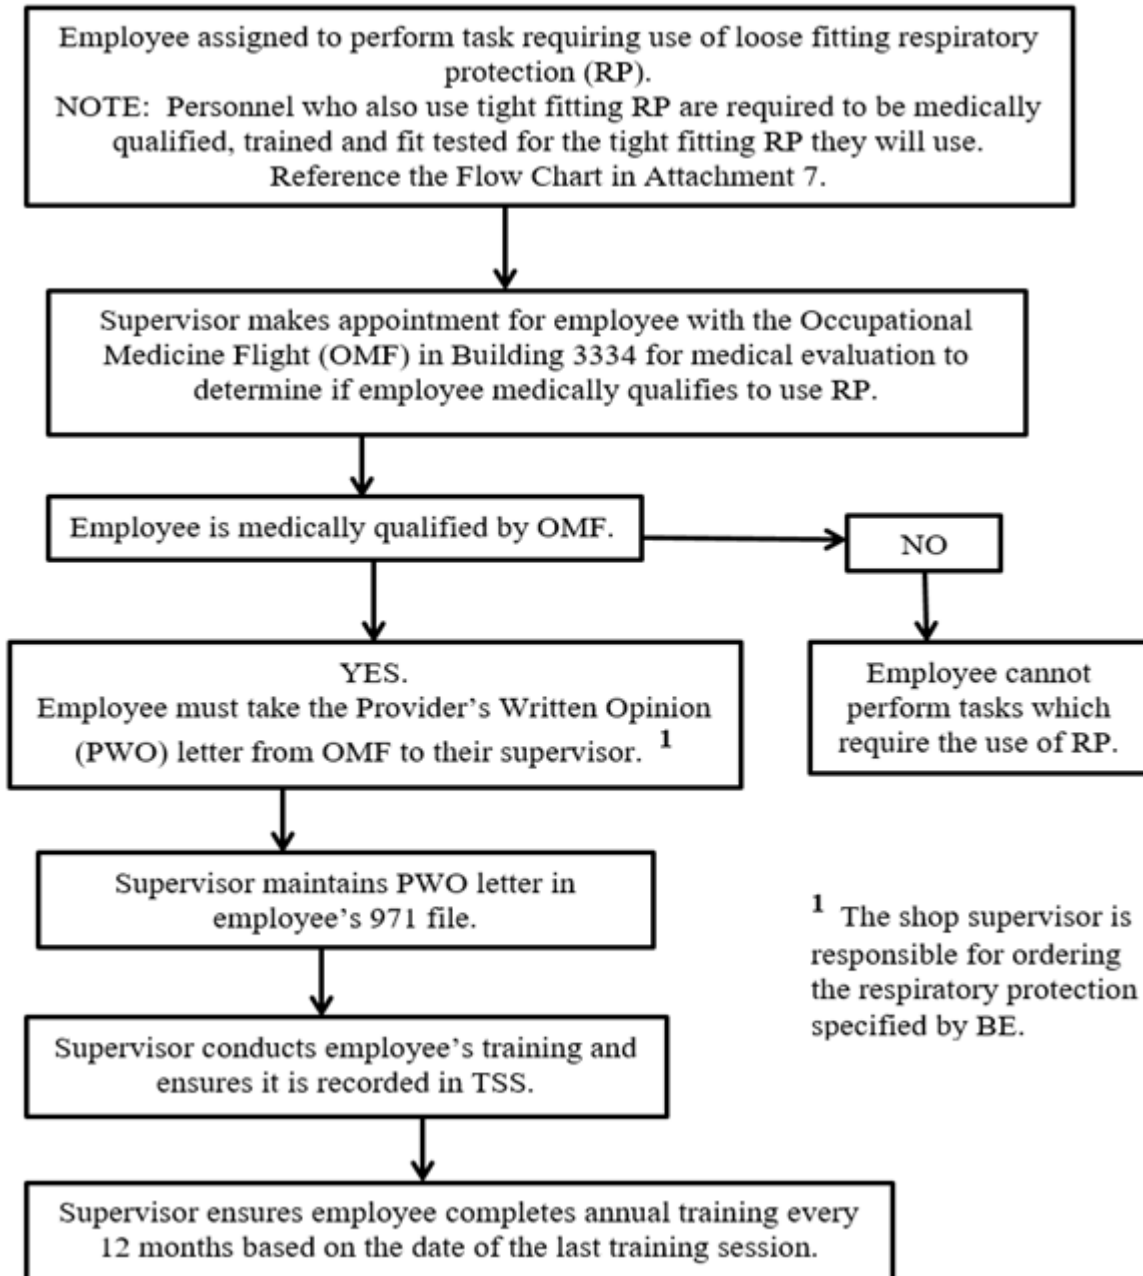 Employee assigned to perform task requiring use of loose fitting respiratory
protection (RP).
NOTE:  Personnel who also use tight fitting RP are required to be medically
qualified, trained and fit tested for the tight fitting RP they will use.
Reference the Flow Chart in Attachment 7.
Supervisor makes appointment for employee with the Occupational
Medicine Flight (OMF) in Building 3334 for medical evaluation to
determine if employee medically qualifies to use RP.
Employee is medically qualified by OMF.
NO
YES.
Employee must take the Provider's Written Opinion
(PWO) letter from OMF to their supervisor. 1
Employee cannot
perform tasks which
require the use of RP.
Supervisor maintains PWO letter in
employee's 971 file.
1 The shop supervisor is
responsible for ordering
the respiratory protection
specified by BE.
Supervisor conducts employee's training and
ensures it is recorded in TSS.
Supervisor ensures employee completes annual training every
12 months based on the date of the last training session.